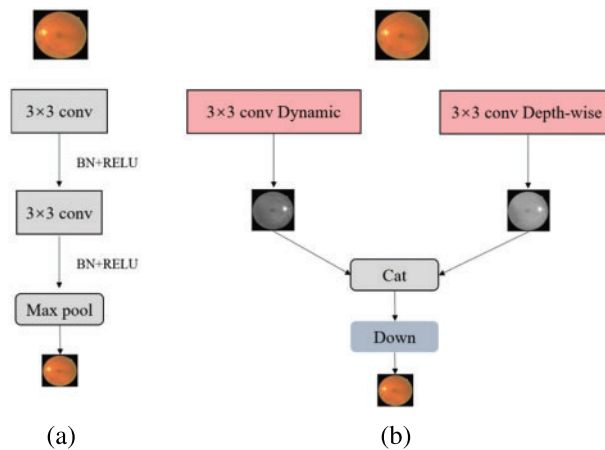 3×3 conv
BN+RELU
3×3 conv
BN+RELU
Max pool
(a)
3×3 conv Dynamic
3×3 conv Depth-wise
Cat
Down
(b)